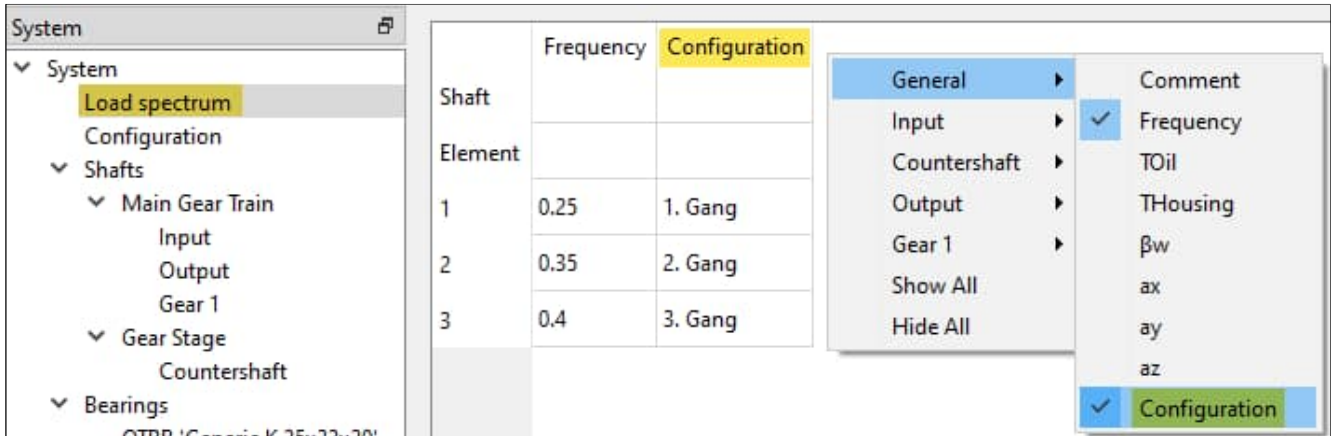 System
System
Load spectrum
Configuration
Shafts
Main Gear Train
Input
Output
Gear 1
Gear Stage
Countershaft
Bearings
Frequency Configuration
Shaft
Element
1 0.25 1. Gang
2 0.35 2. Gang
3 0.4 3. Gang
General
Input
Countershaft
Output
Gear 1
Show All
Hide All
Comment
Frequency
TOil
THousing
βw
ax
ay
az
Configuration